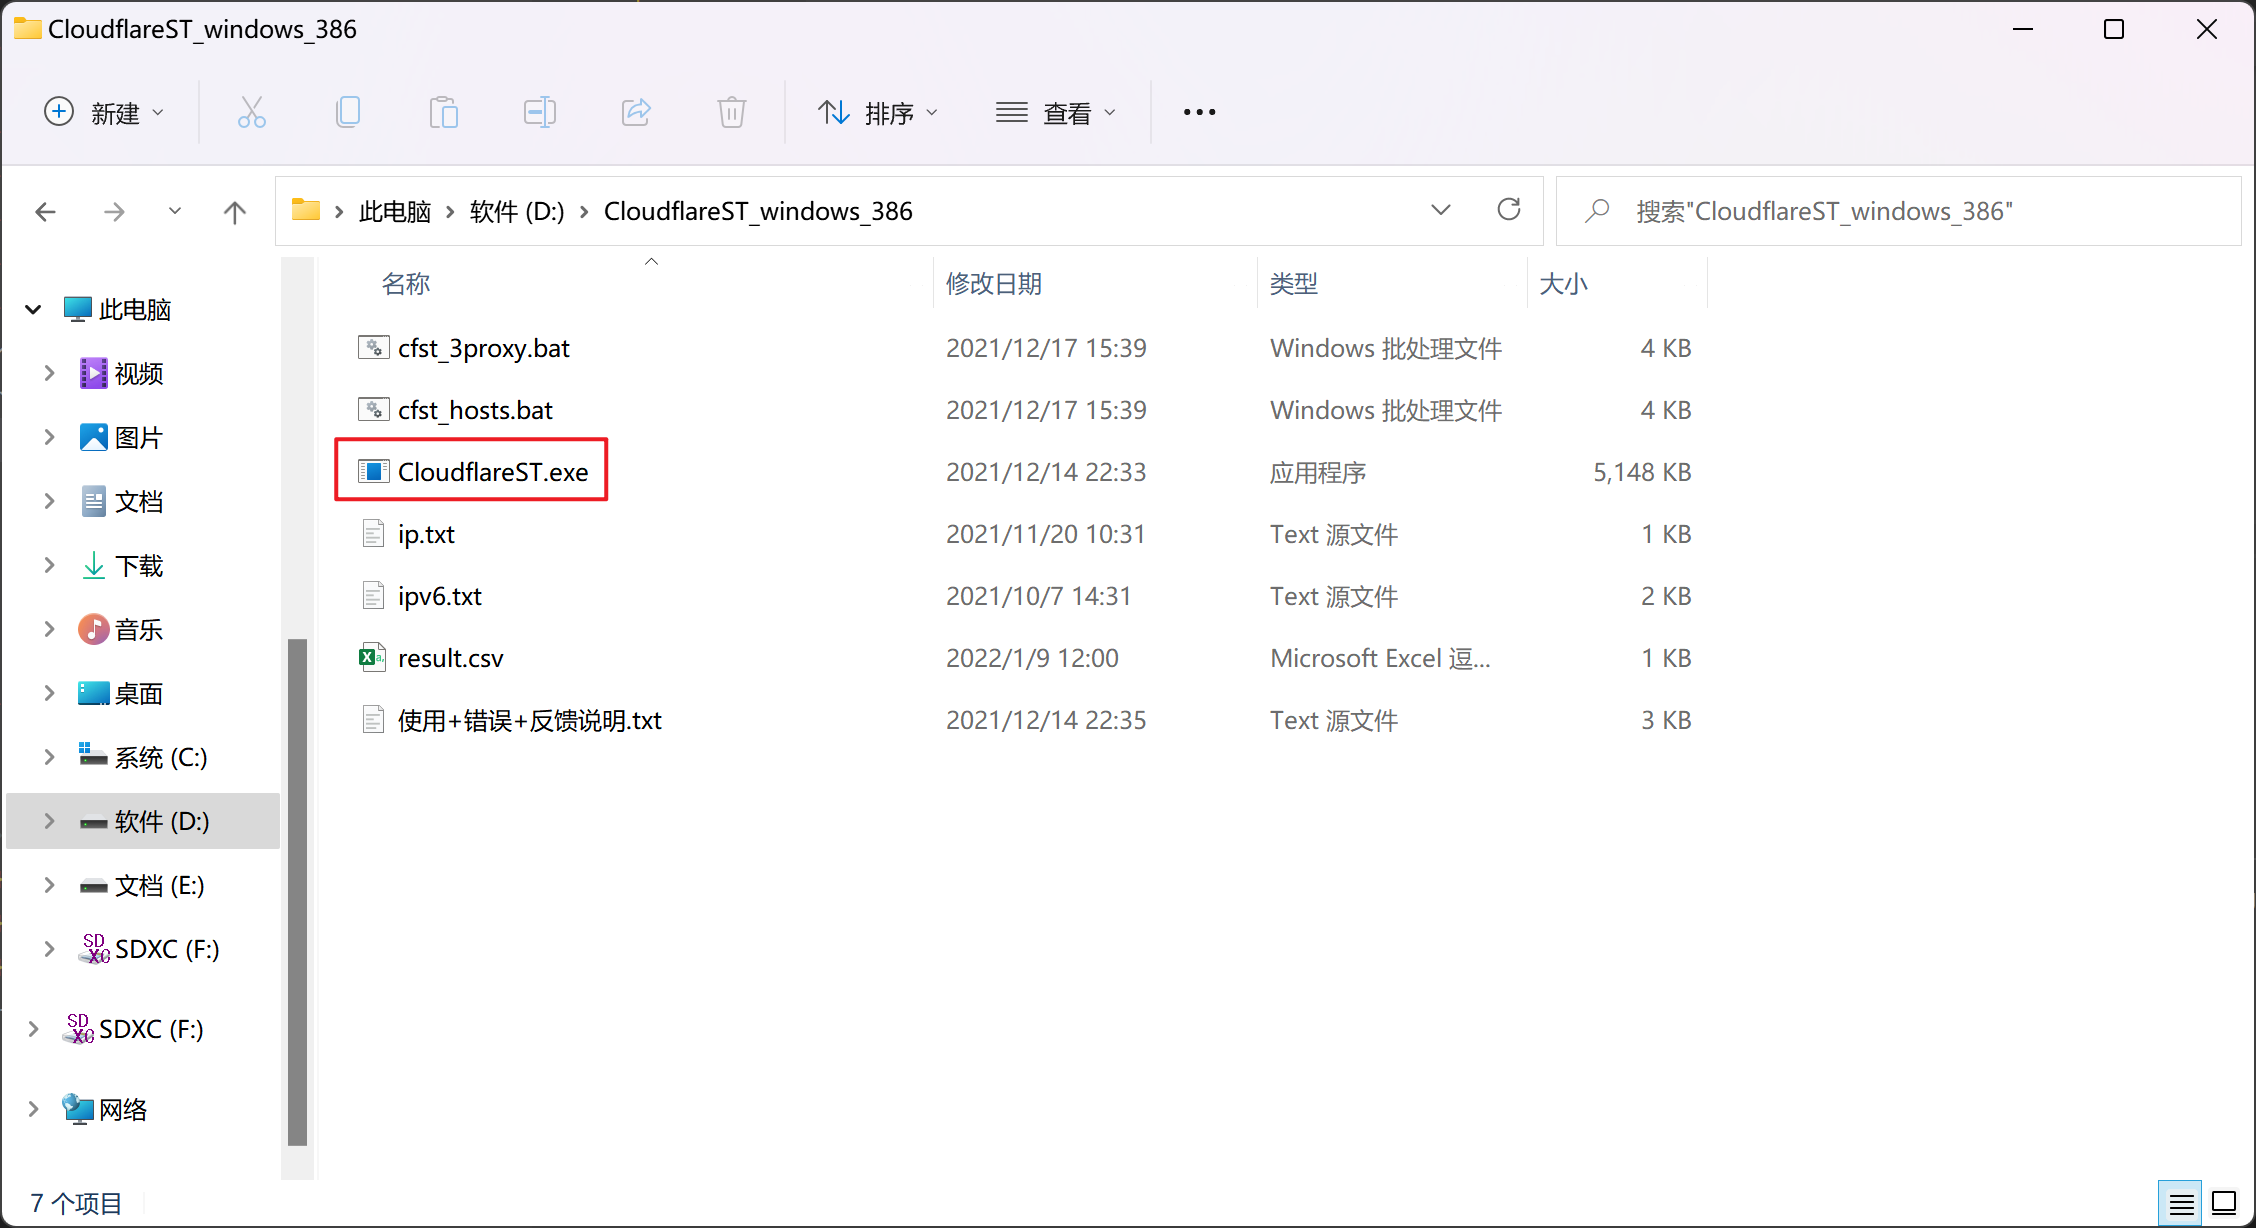 CloudflareST_windows_386
新建 排序 查看
此电脑 软件 (D:) CloudflareST_windows_386
搜索"CloudflareST_windows_386"
名称 修改日期 类型 大小
cfst_3proxy.bat 2021/12/17 15:39 Windows 批处理文件 4 KB
cfst_hosts.bat 2021/12/17 15:39 Windows 批处理文件 4 KB
CloudflareST.exe 2021/12/14 22:33 应用程序 5,148 KB
ip.txt 2021/11/20 10:31 Text 源文件 1 KB
ipv6.txt 2021/10/7 14:31 Text 源文件 2 KB
result.csv 2022/1/9 12:00 Microsoft Excel 逗... 1 KB
使用+错误+反馈说明.txt 2021/12/14 22:35 Text 源文件 3 KB
此电脑
视频
图片
文档
下载
音乐
桌面
系统 (C:)
软件 (D:)
文档 (E:)
SDXC (F:)
SDXC (F:)
网络
7 个项目